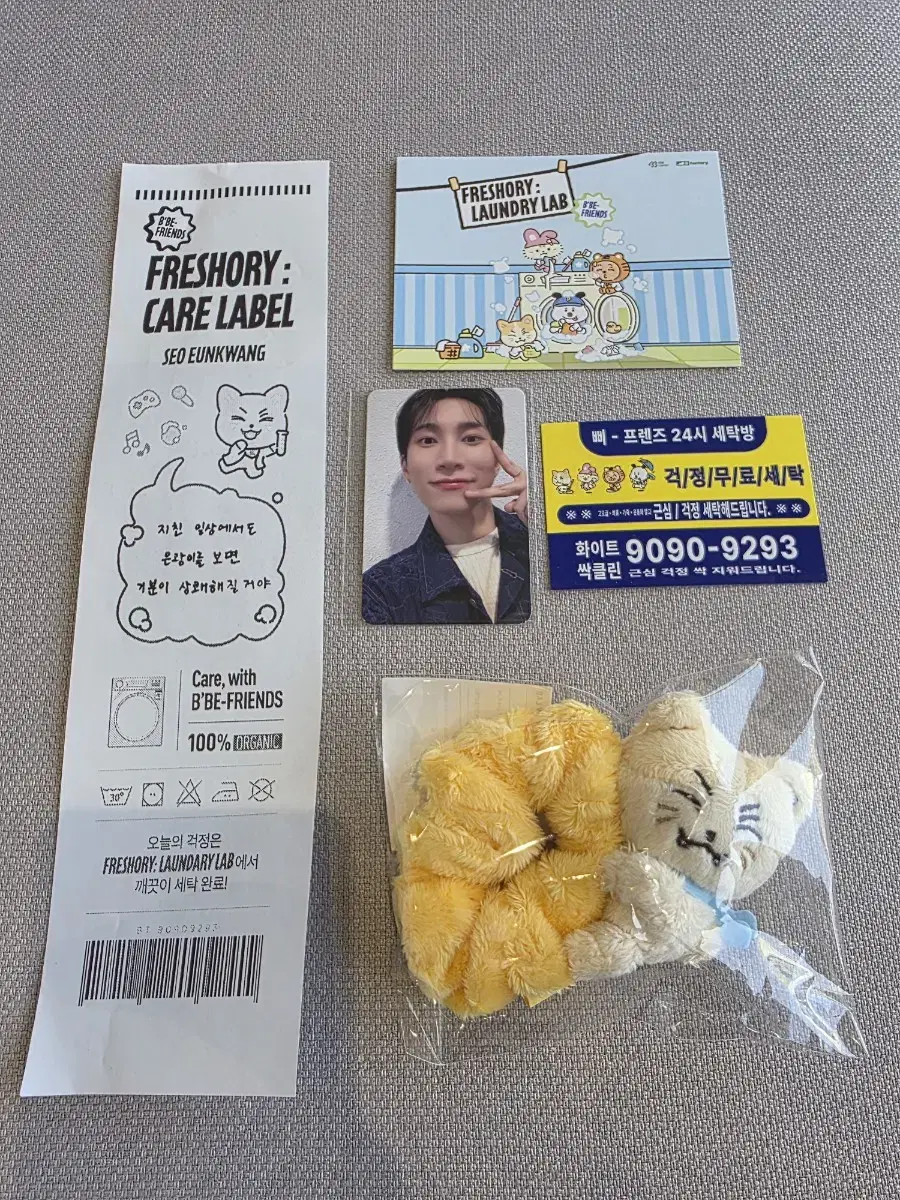 B'BE-
FRIENDS
FRESHORY :
CARE LABEL
SEO EUNKWANG
지친 일상에서도
은광이를 보면
기분이 상쾌해질 거야
Care, with
B'BE-FRIENDS
100% ORGANIC
30°
오늘의 걱정은
FRESHORY: LAUNDARY LAB에서
깨끗이 세탁 완료!
BT 90909293
FRESHORY :
LAUNDRY LAB
B'BE-
FRIENDS
삐 - 프렌즈 24시 세탁방
걱/정/무/료/세/탁
※ ※ 근심 / 걱정 세탁해드립니다. ※ ※
화이트 9090-9293
싹클린 근심 걱정 싹 지워드립니다.